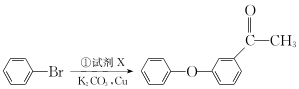 O
C—CH₃
Br
①试剂 X
K₂CO₃,Cu
O